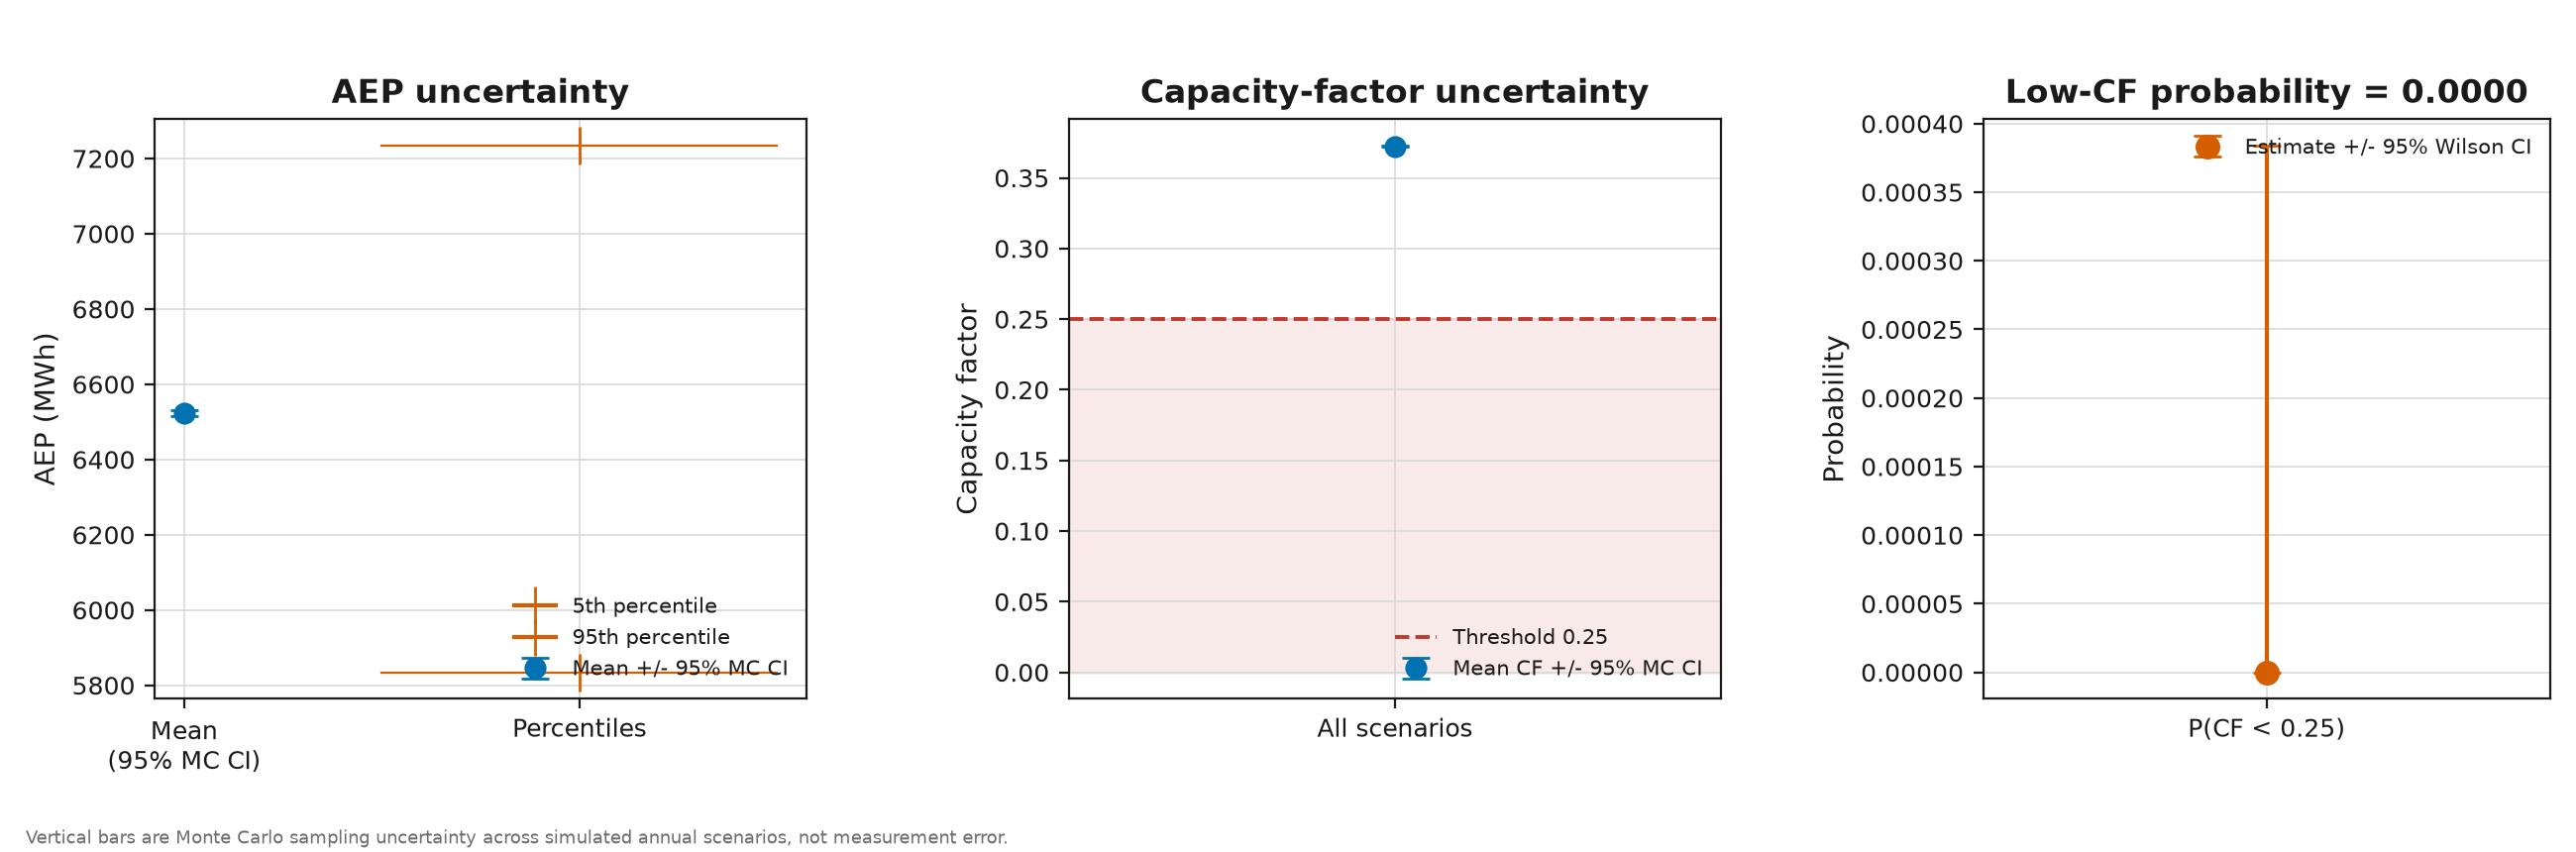 AEP uncertainty
AEP (MWh)
7200
7000
6800
6600
6400
6200
6000
5800
5th percentile
95th percentile
Mean +/- 95% MC CI
Mean
(95% MC CI)
Percentiles
Capacity-factor uncertainty
Capacity factor
0.35
0.30
0.25
0.20
0.15
0.10
0.05
0.00
Threshold 0.25
Mean CF +/- 95% MC CI
All scenarios
Low-CF probability = 0.0000
Probability
0.00040
0.00035
0.00030
0.00025
0.00020
0.00015
0.00010
0.00005
0.00000
Estimate +/- 95% Wilson CI
P(CF < 0.25)
Vertical bars are Monte Carlo sampling uncertainty across simulated annual scenarios, not measurement error.